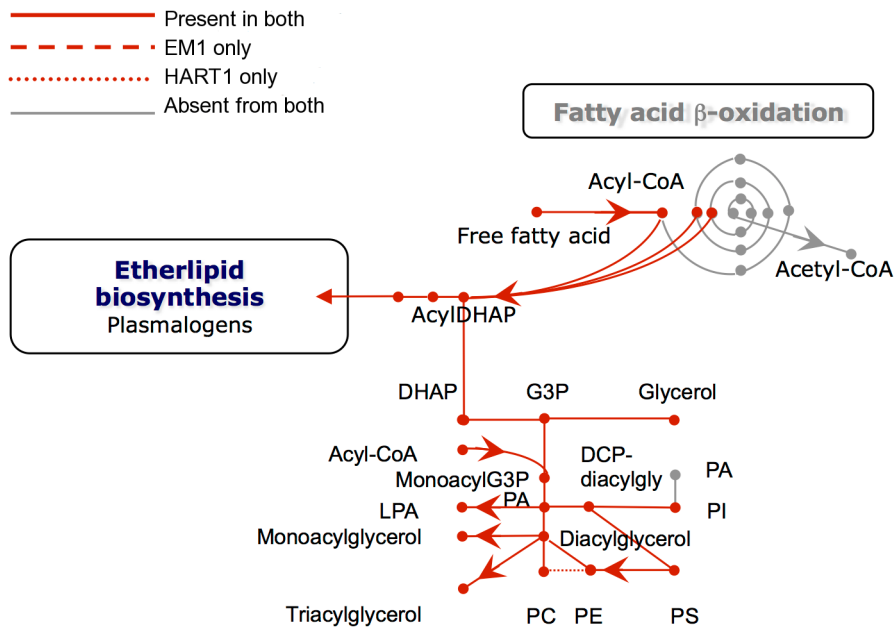 Present in both
EM1 only
HART1 only
Absent from both
Fatty acid β-oxidation
Acyl-CoA
Free fatty acid
Acetyl-CoA
Etherlipid
biosynthesis
Plasmalogens
AcylDHAP
DHAP
G3P
Glycerol
Acyl-CoA
DCP-
diacylgly
PA
MonoacylG3P
PA
LPA
PI
Monoacylglycerol
Diacylglycerol
Triacylglycerol
PC
PE
PS